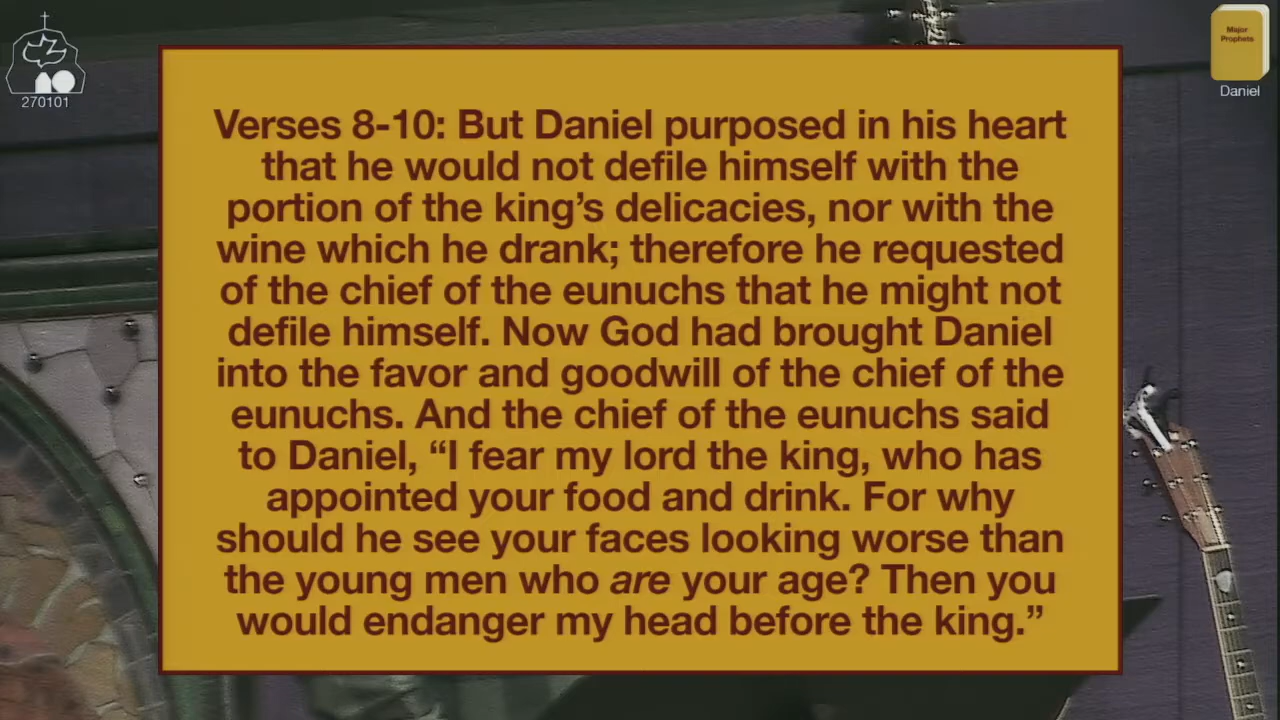 270101
Major
Prophets
Daniel
Verses 8-10: But Daniel purposed in his heart
that he would not defile himself with the
portion of the king’s delicacies, nor with the
wine which he drank; therefore he requested
of the chief of the eunuchs that he might not
defile himself. Now God had brought Daniel
into the favor and goodwill of the chief of the
eunuchs. And the chief of the eunuchs said
to Daniel, “I fear my lord the king, who has
appointed your food and drink. For why
should he see your faces looking worse than
the young men who are your age? Then you
would endanger my head before the king.”